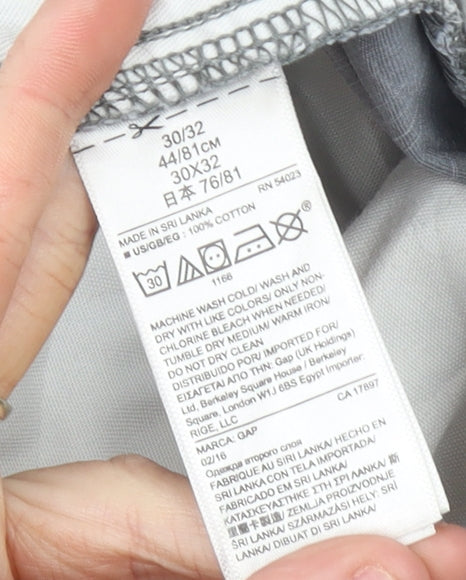 30/32
44/81CM
30X32
日本 76/81
RN 54023
MADE IN SRI LANKA
■ US/GB/EG : 100% COTTON
30
®
1166
MACHINE WASH COLD/ WASH AND
DRY WITH LIKE COLORS/ ONLY NON-
CHLORINE BLEACH WHEN NEEDED/
TUMBLE DRY MEDIUM/ WARM IRON/
DO NOT DRY CLEAN
DISTRIBUIDO POR/ IMPORTED FOR/
ΕΙΣΑΓΕΤΑΙ ΑΠΟ ΤΗΝ: Gap (UK Holdings)
Ltd, Berkeley Square House / Berkeley
Square, London W1J 6BS Egypt Importer:
RIGE, LLC
CA 17897
MARCA: GAP
02/16
Одежда второго слоя
FABRIQUE AU SRI LANKA/ HECHO EN
SRI LANKA CON TELA IMPORTADA/
FABRICADO EM SRI LANKA/
ΚΑΤΑΣΚΕΥΑΣΤΗΚΕ ΣΤΗ ΣΡΙ ΛΑΝΚΑ/
ZEMLJA PROIZVODNJE
SRI LANKA/ SZÁRMAZÁSI HELY: SRÍ
LANKA/ DIBUAT DI SRI LANKA/